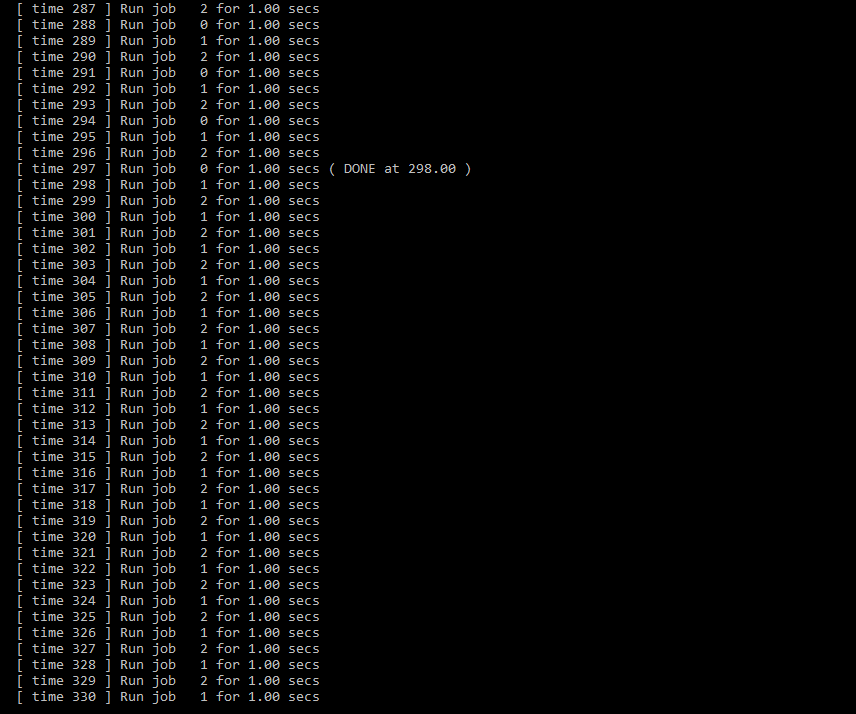 [ time 287 ] Run job   2 for 1.00 secs
[ time 288 ] Run job   0 for 1.00 secs
[ time 289 ] Run job   1 for 1.00 secs
[ time 290 ] Run job   2 for 1.00 secs
[ time 291 ] Run job   0 for 1.00 secs
[ time 292 ] Run job   1 for 1.00 secs
[ time 293 ] Run job   2 for 1.00 secs
[ time 294 ] Run job   0 for 1.00 secs
[ time 295 ] Run job   1 for 1.00 secs
[ time 296 ] Run job   2 for 1.00 secs
[ time 297 ] Run job   0 for 1.00 secs ( DONE at 298.00 )
[ time 298 ] Run job   1 for 1.00 secs
[ time 299 ] Run job   2 for 1.00 secs
[ time 300 ] Run job   1 for 1.00 secs
[ time 301 ] Run job   2 for 1.00 secs
[ time 302 ] Run job   1 for 1.00 secs
[ time 303 ] Run job   2 for 1.00 secs
[ time 304 ] Run job   1 for 1.00 secs
[ time 305 ] Run job   2 for 1.00 secs
[ time 306 ] Run job   1 for 1.00 secs
[ time 307 ] Run job   2 for 1.00 secs
[ time 308 ] Run job   1 for 1.00 secs
[ time 309 ] Run job   2 for 1.00 secs
[ time 310 ] Run job   1 for 1.00 secs
[ time 311 ] Run job   2 for 1.00 secs
[ time 312 ] Run job   1 for 1.00 secs
[ time 313 ] Run job   2 for 1.00 secs
[ time 314 ] Run job   1 for 1.00 secs
[ time 315 ] Run job   2 for 1.00 secs
[ time 316 ] Run job   1 for 1.00 secs
[ time 317 ] Run job   2 for 1.00 secs
[ time 318 ] Run job   1 for 1.00 secs
[ time 319 ] Run job   2 for 1.00 secs
[ time 320 ] Run job   1 for 1.00 secs
[ time 321 ] Run job   2 for 1.00 secs
[ time 322 ] Run job   1 for 1.00 secs
[ time 323 ] Run job   2 for 1.00 secs
[ time 324 ] Run job   1 for 1.00 secs
[ time 325 ] Run job   2 for 1.00 secs
[ time 326 ] Run job   1 for 1.00 secs
[ time 327 ] Run job   2 for 1.00 secs
[ time 328 ] Run job   1 for 1.00 secs
[ time 329 ] Run job   2 for 1.00 secs
[ time 330 ] Run job   1 for 1.00 secs